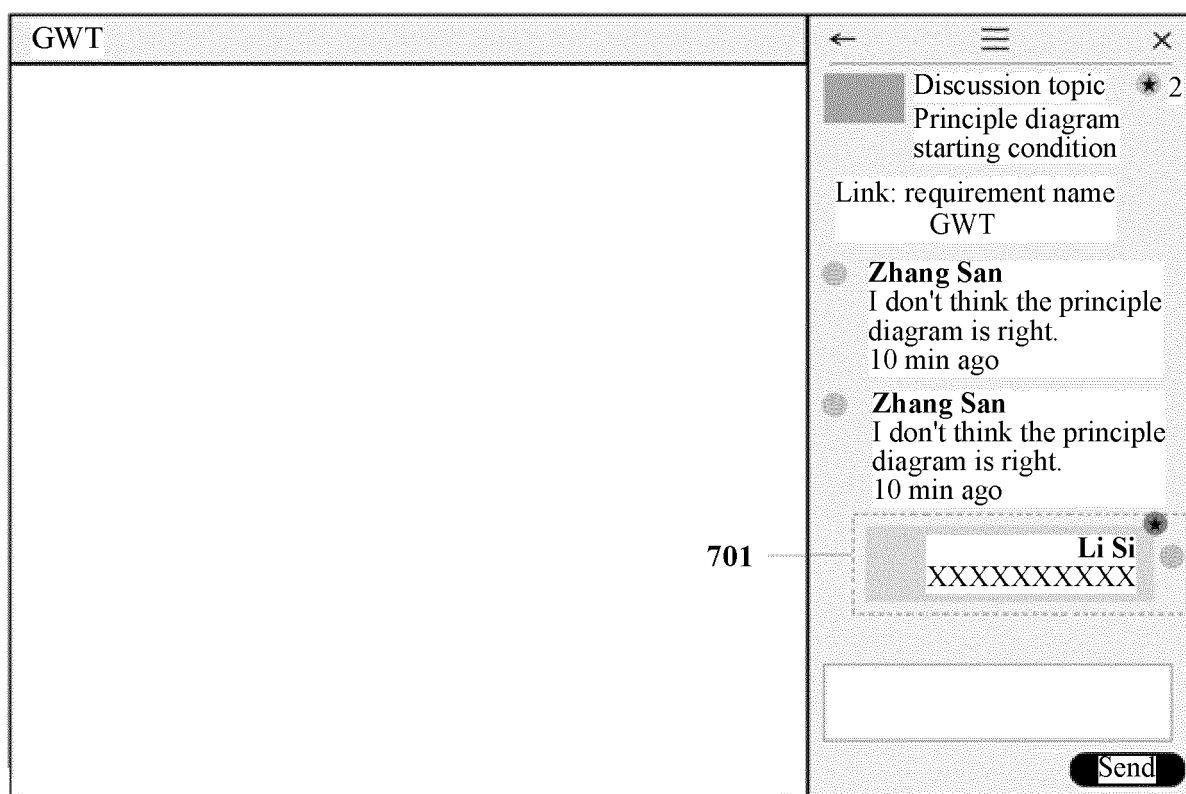 GWT
Discussion topic
2
Principle diagram
starting condition
Link: requirement name
GWT
Zhang San
I don't think the principle
diagram is right.
10 min ago
Zhang San
I don't think the principle
diagram is right.
10 min ago
701
Li Si
XXXXXXXXXX
Send